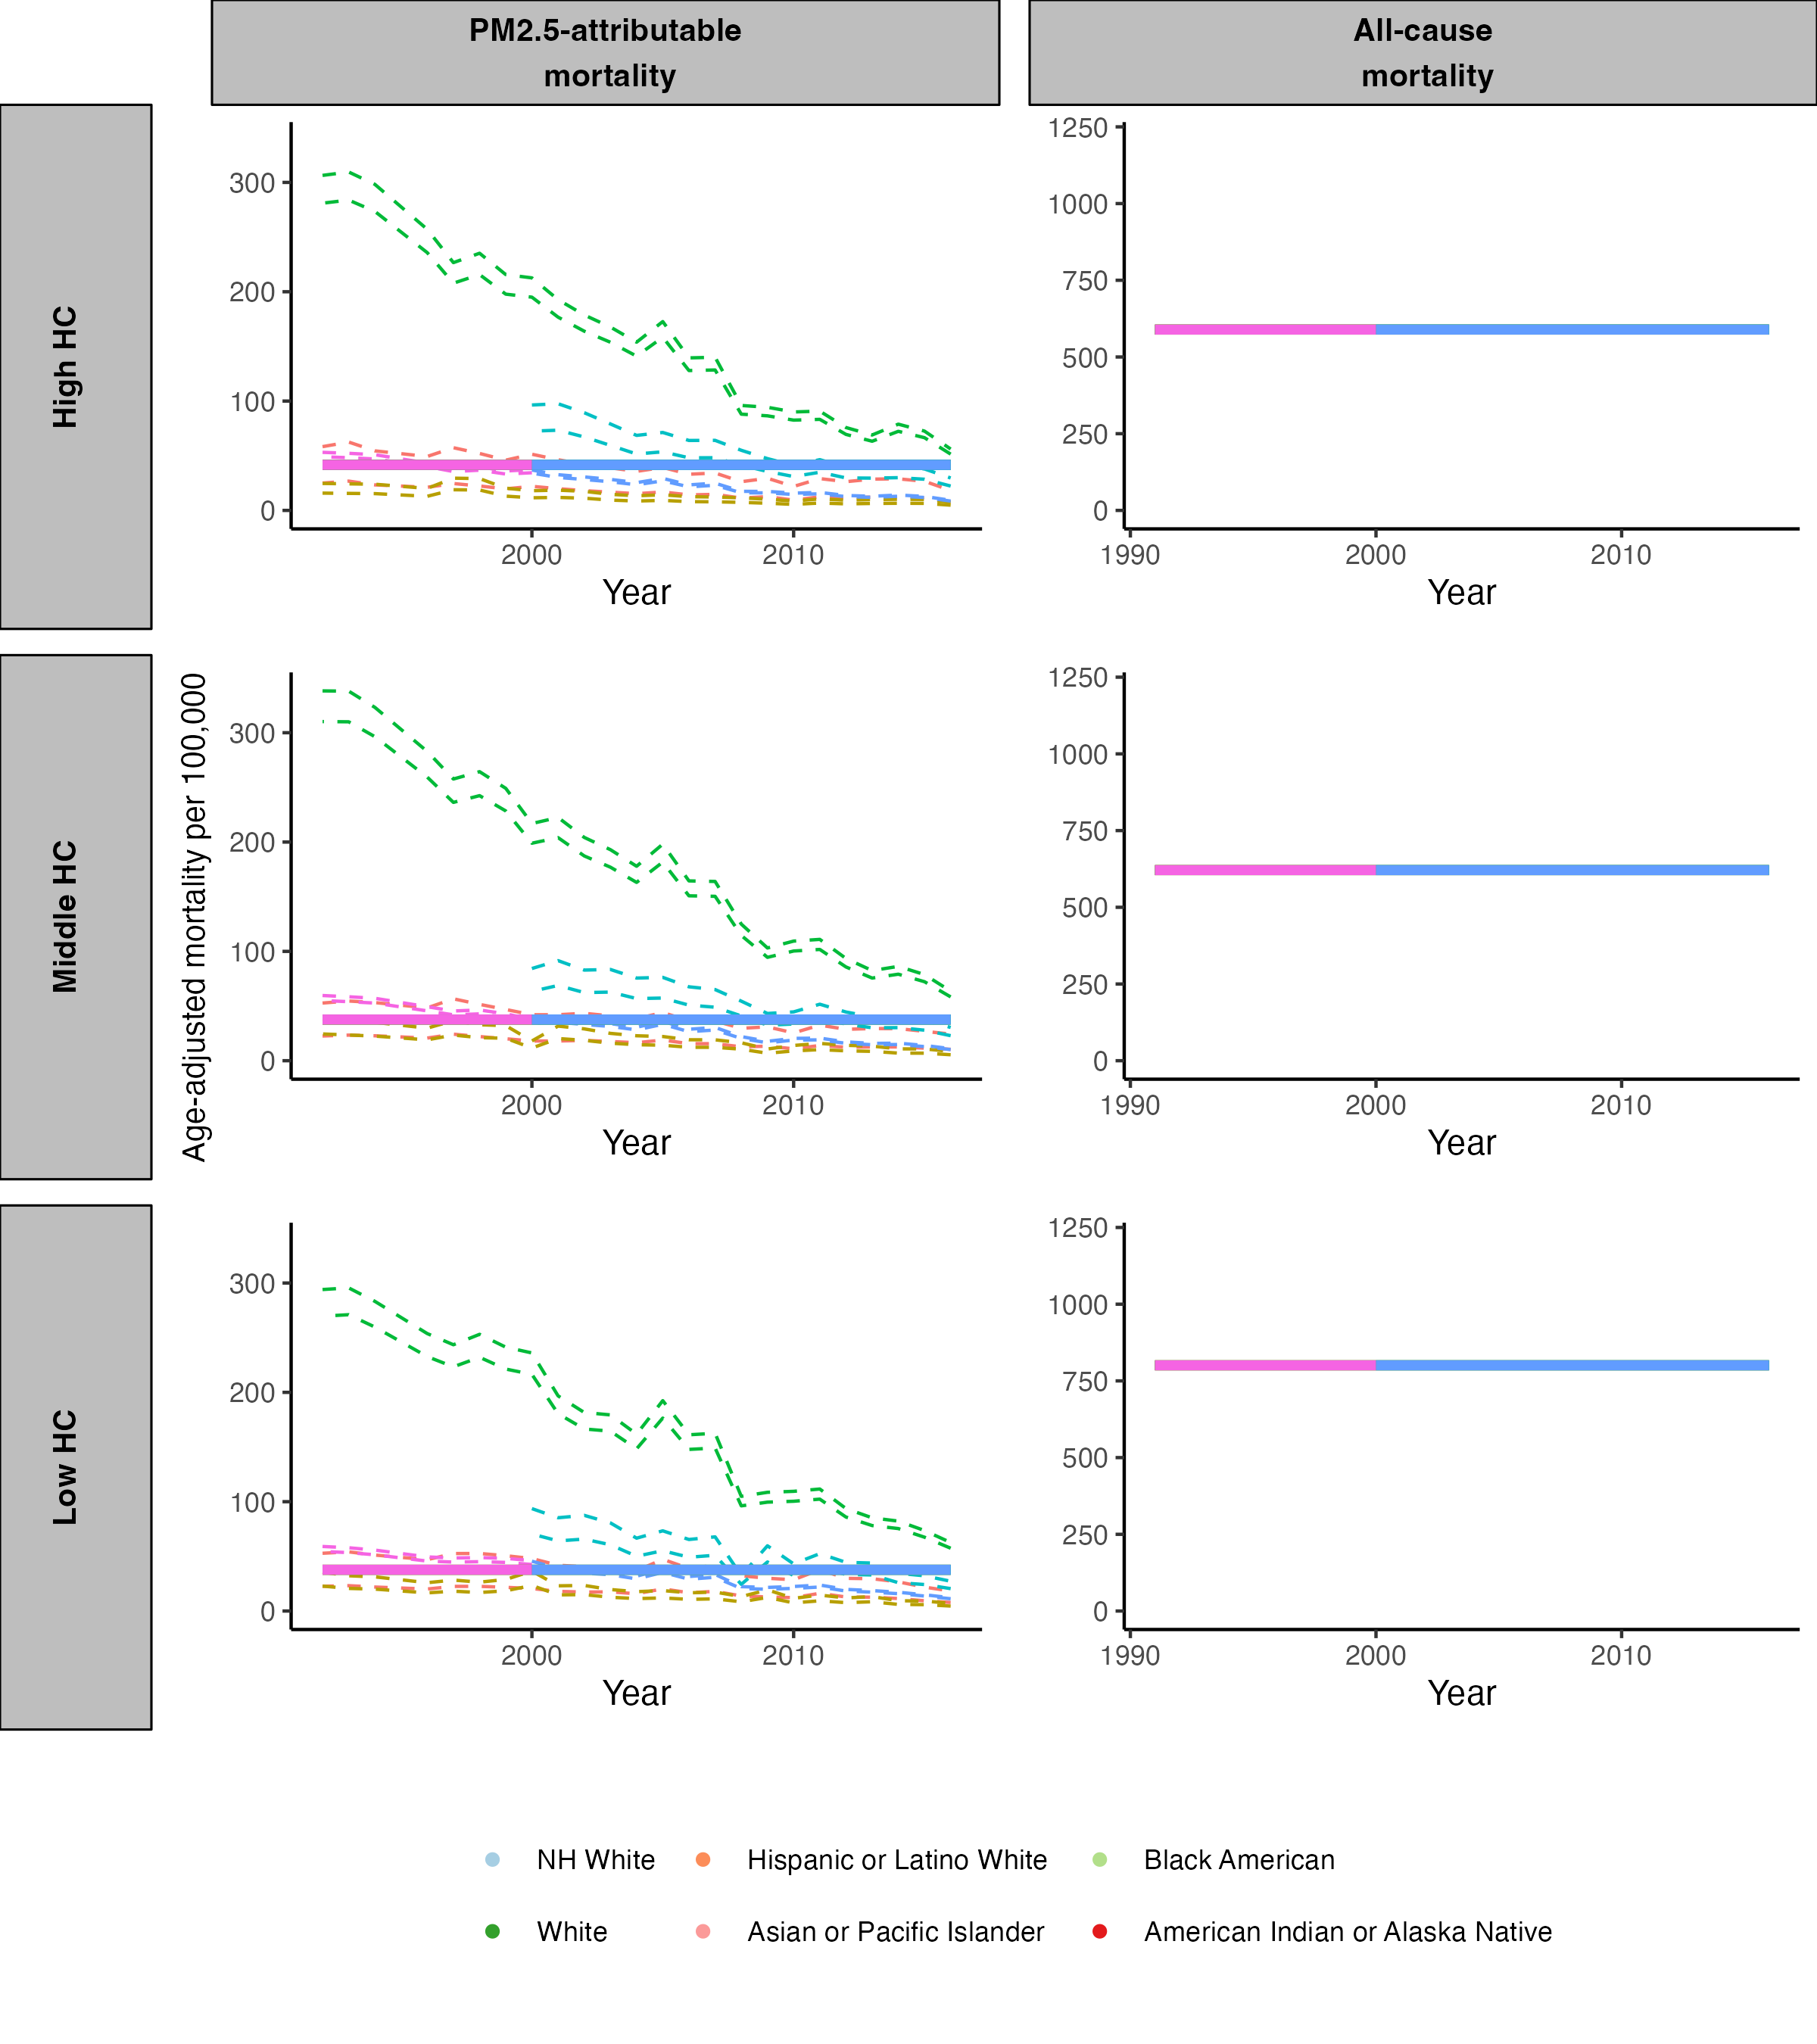 PM2.5-attributable
mortality
All-cause
mortality
High HC
300
200
100
0
2000
2010
Year
1250
1000
750
500
250
0
1990
2000
2010
Year
Age-adjusted mortality per 100,000
Middle HC
300
200
100
0
2000
2010
Year
1250
1000
750
500
250
0
1990
2000
2010
Year
Low HC
300
200
100
0
2000
2010
Year
1250
1000
750
500
250
0
1990
2000
2010
Year
NH White
Hispanic or Latino White
Black American
White
Asian or Pacific Islander
American Indian or Alaska Native